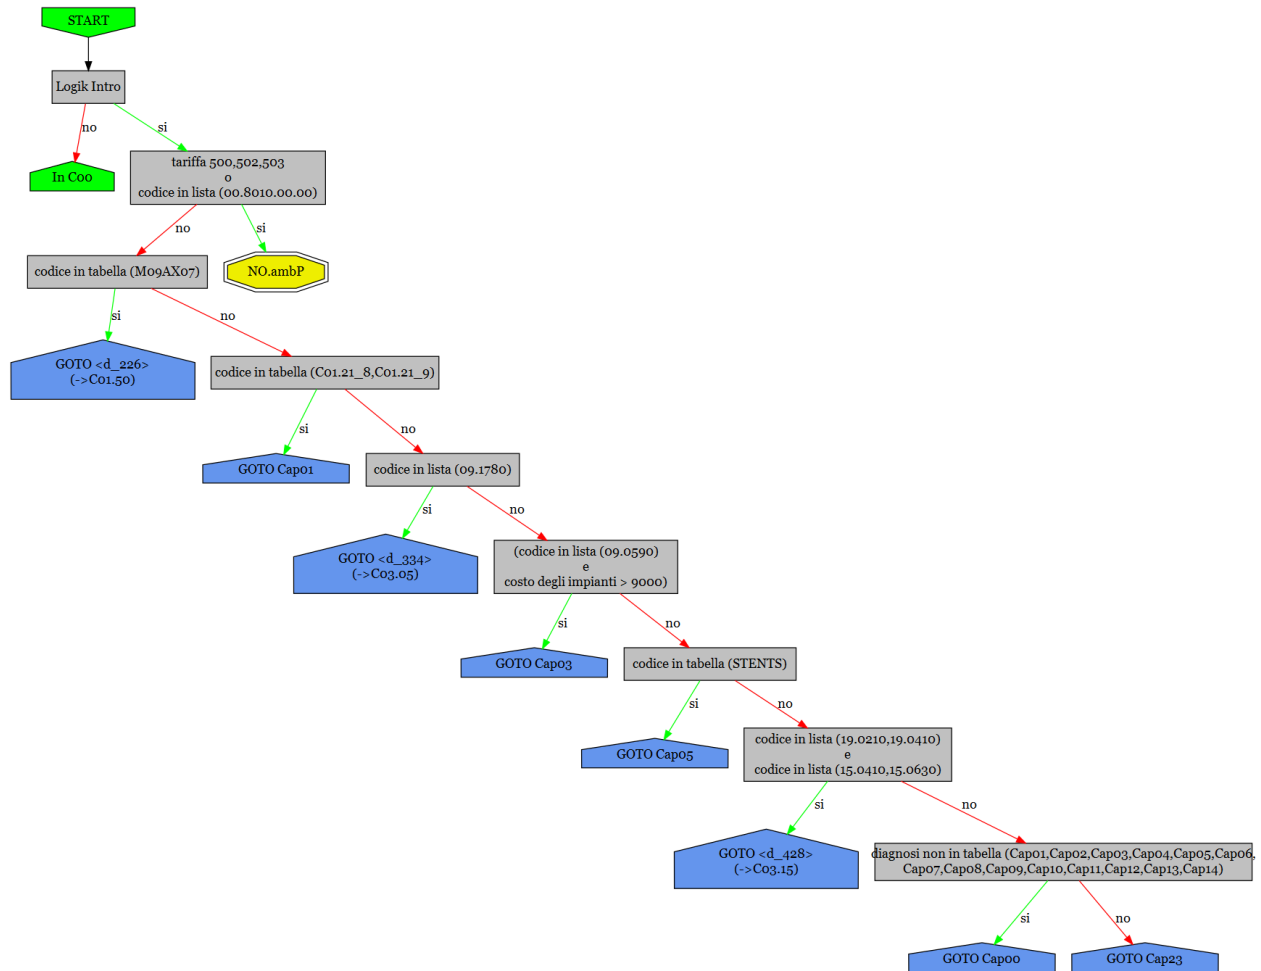 START
Logik Intro
no
si
In C00
tariffa 500,502,503
o
codice in lista (00.8010.00.00)
no
si
codice in tabella (M09AX07)
NO.ambP
si
no
GOTO <d_226>
(->C01.50)
codice in tabella (C01.21_8,C01.21_9)
si
no
GOTO Cap01
codice in lista (09.1780)
si
no
GOTO <d_334>
(->C03.05)
(codice in lista (09.0590)
e
costo degli impianti > 9000)
si
no
GOTO Cap03
codice in tabella (STENTS)
si
no
GOTO Cap05
codice in lista (19.0210,19.0410)
e
codice in lista (15.0410,15.0630)
si
no
GOTO <d_428>
(->C03.15)
diagnosi non in tabella (Cap01,Cap02,Cap03,Cap04,Cap05,Cap06,
Cap07,Cap08,Cap09,Cap10,Cap11,Cap12,Cap13,Cap14)
si
no
GOTO Cap00
GOTO Cap23